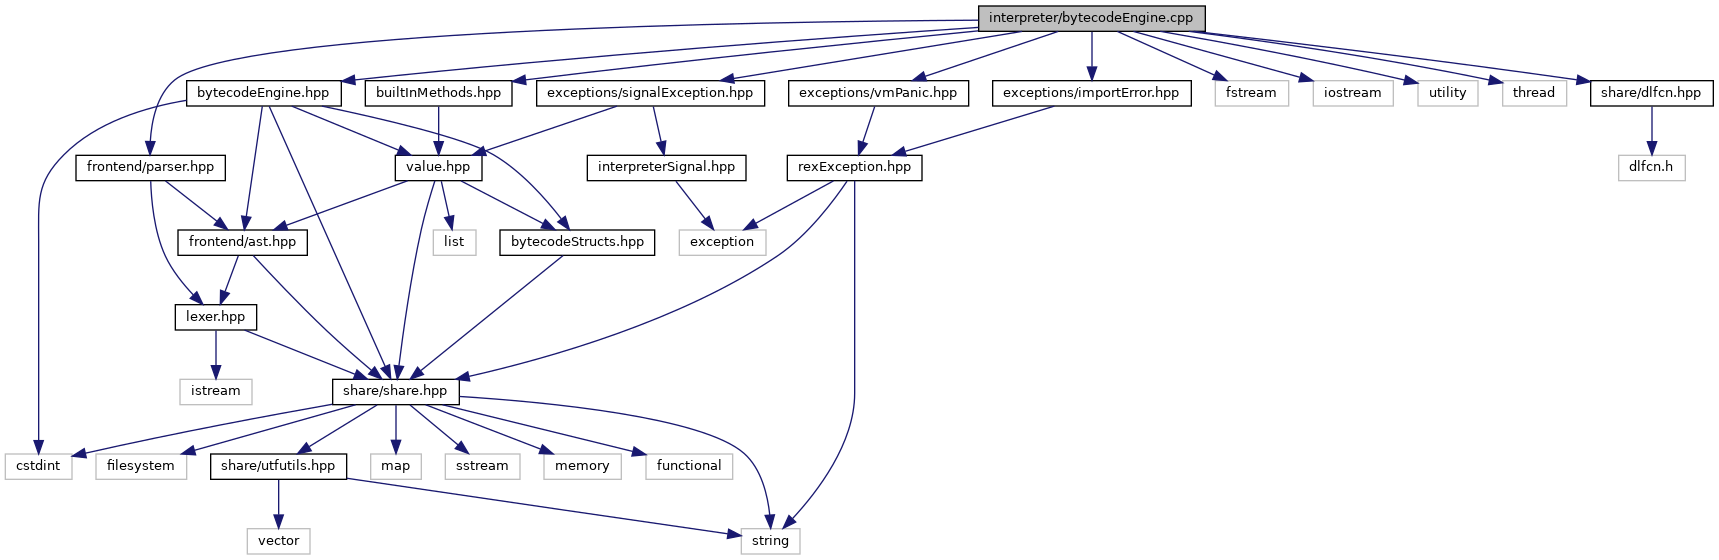 interpreter/bytecodeEngine.cpp
bytecodeEngine.hpp
builtInMethods.hpp
exceptions/signalException.hpp
exceptions/vmPanic.hpp
exceptions/importError.hpp
fstream
iostream
utility
thread
share/dlfcn.hpp
frontend/parser.hpp
value.hpp
interpreterSignal.hpp
rexException.hpp
dlfcn.h
frontend/ast.hpp
list
bytecodeStructs.hpp
exception
lexer.hpp
istream
share/share.hpp
cstdint
filesystem
share/utfutils.hpp
map
sstream
memory
functional
vector
string